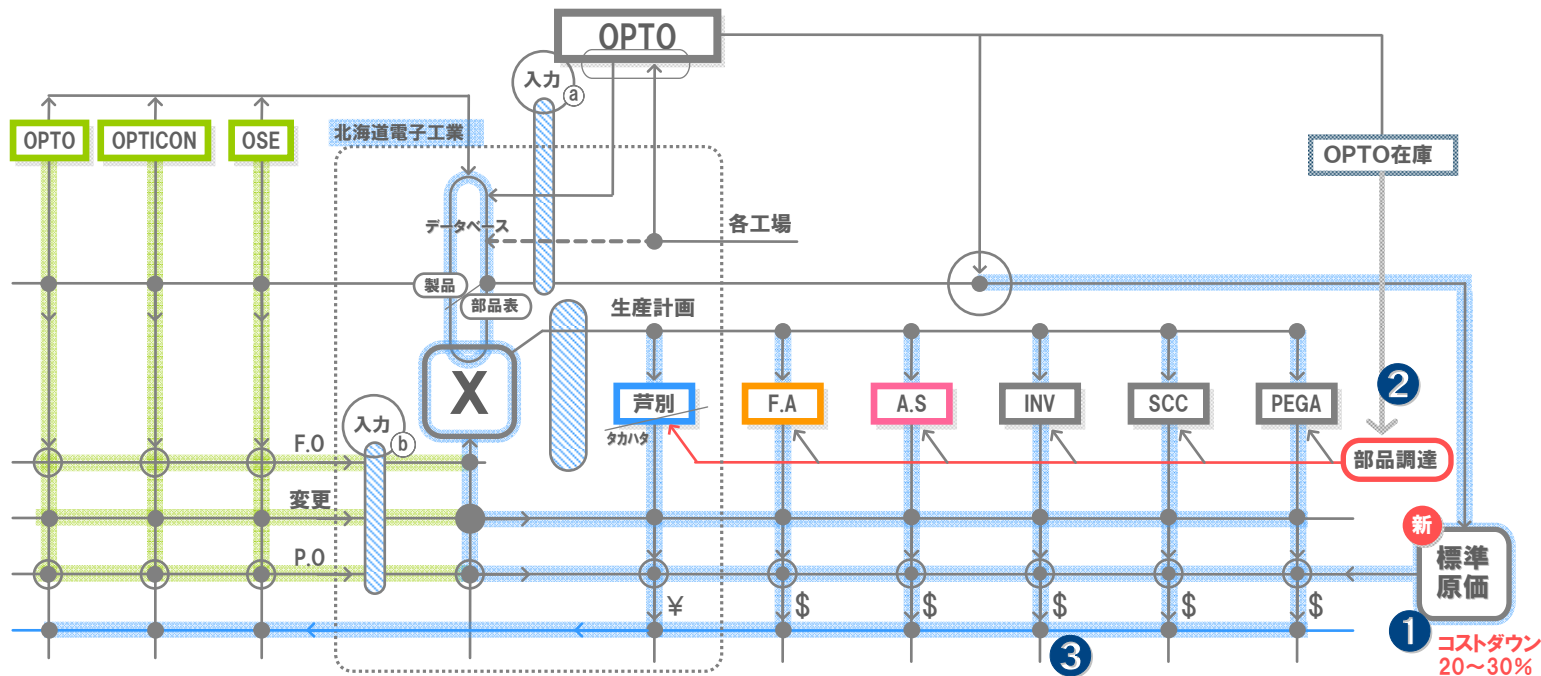 OPTO
入力
a
OPTO
OPTICON
OSE
北海道電子工業
OPTO在庫
データベース
各工場
製品
部品表
生産計画
X
芦別
タカハタ
F.A
A.S
INV
SCC
PEGA
2
入力
b
F.O
部品調達
変更
新
標準
原価
P.O
¥
$
$
$
$
$
1
コストダウン
20〜30%
3